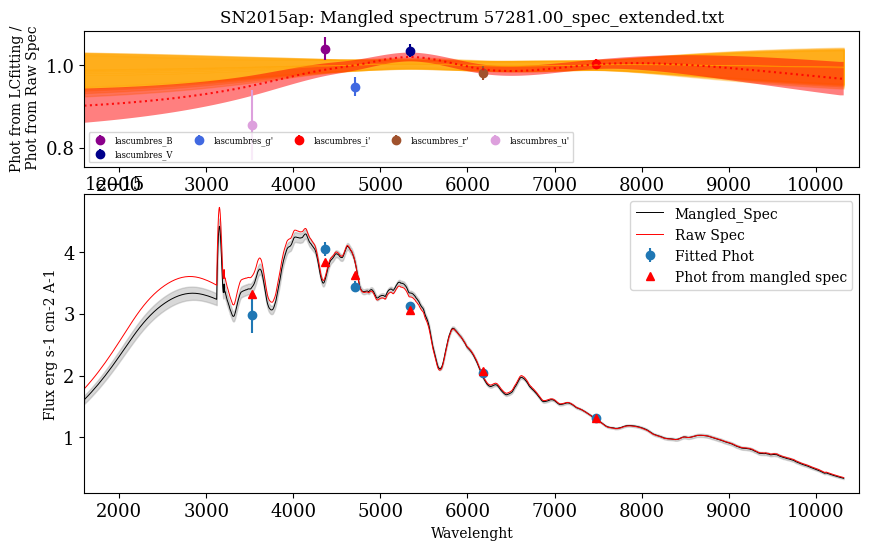 SN2015ap: Mangled spectrum 57281.00_spec_extended.txt
Phot from LCfitting /
Phot from Raw Spec
1.0
0.8
lascumbres_B
lascumbres_V
lascumbres_g'
lascumbres_i'
lascumbres_r'
lascumbres_u'
2000 3000 4000 5000 6000 7000 8000 9000 10000
Flux erg s-1 cm-2 A-1
4
3
2
1
Mangled_Spec
Raw Spec
Fitted Phot
Phot from mangled spec
2000 3000 4000 5000 6000 7000 8000 9000 10000
Wavelenght